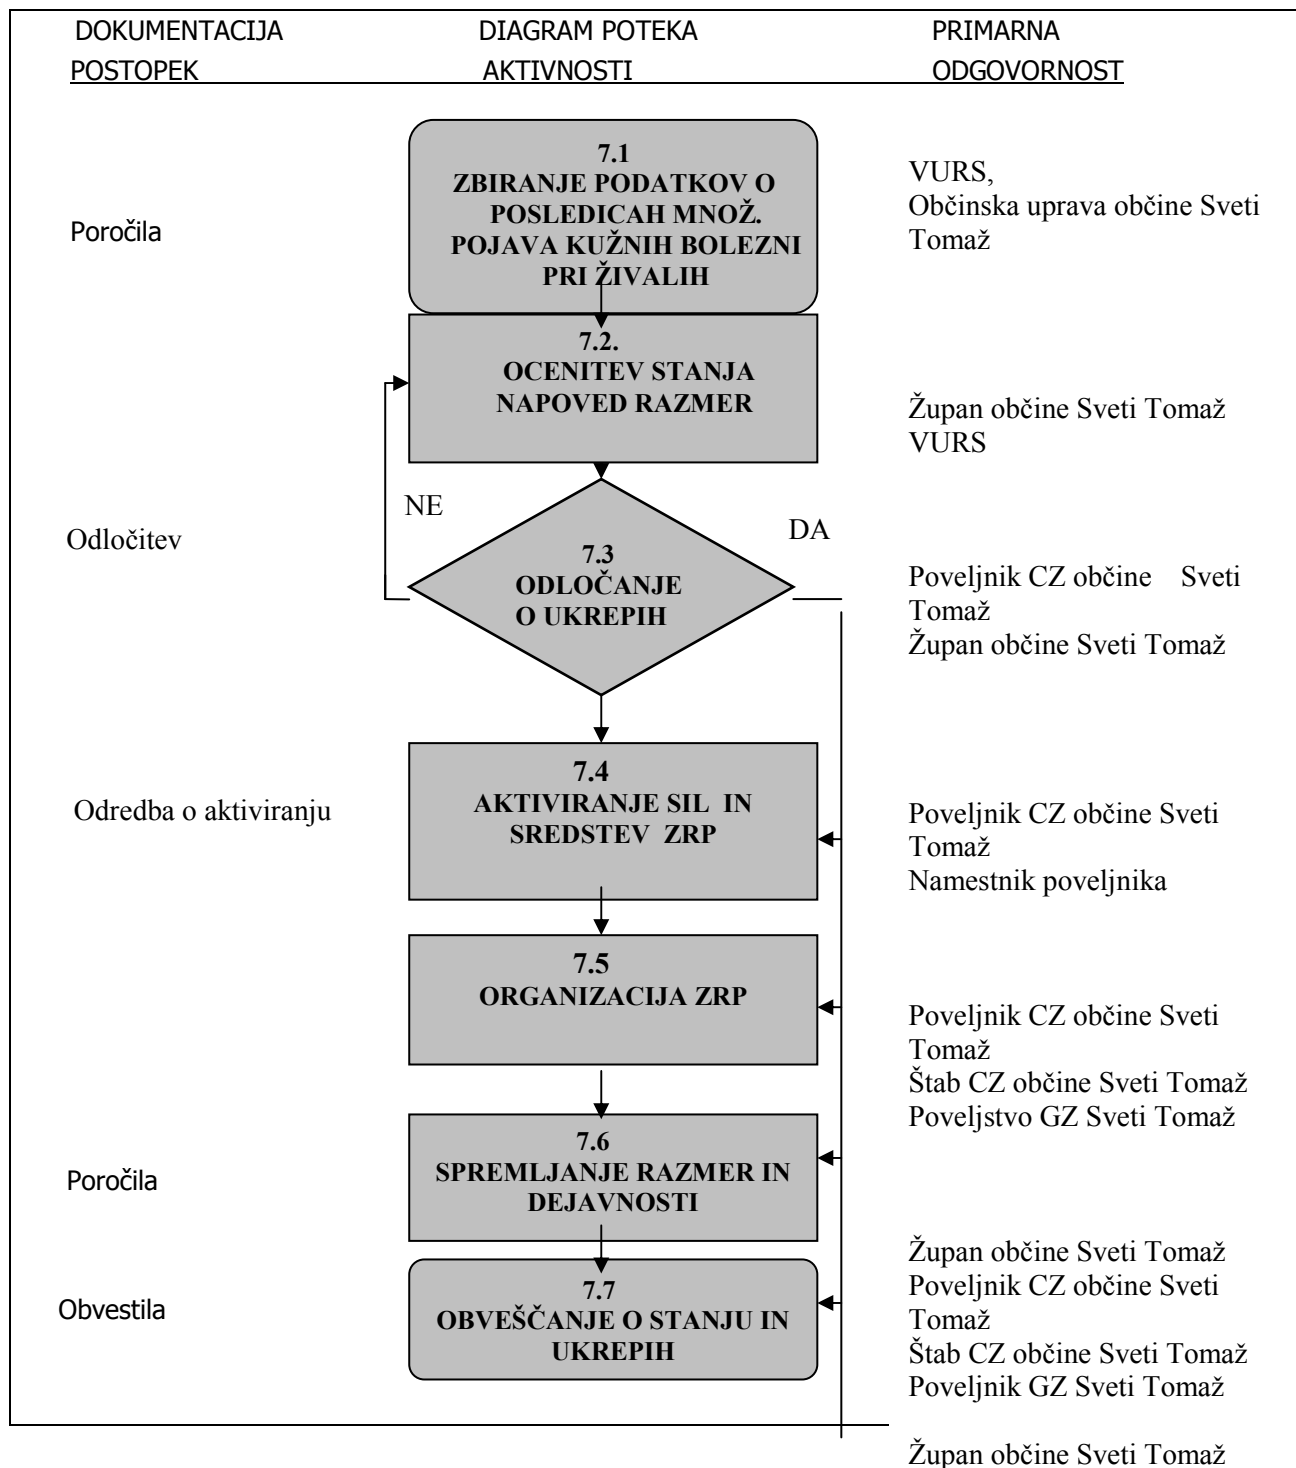 DOKUMENTACIJA DIAGRAM POTEKA PRIMARNA
POSTOPEK AKTIVNOSTI ODGOVORNOST
7.1
ZBIRANJE PODATKOV O
POSLEDICAH MNOŽ.
POJAVA KUŽNIH BOLEZNI
PRI ŽIVALIH
Poročila
VURS,
Občinska uprava občine Sveti
Tomaž
7.2.
OCENITEV STANJA
NAPOVED RAZMER
Župan občine Sveti Tomaž
VURS
NE
DA
Odločitev
7.3
ODLOČANJE
O UKREPIH
Poveljnik CZ občine Sveti
Tomaž
Župan občine Sveti Tomaž
7.4
AKTIVIRANJE SIL IN
SREDSTEV ZRP
Odredba o aktiviranju
Poveljnik CZ občine Sveti
Tomaž
Namestnik poveljnika
7.5
ORGANIZACIJA ZRP
Poveljnik CZ občine Sveti
Tomaž
Štab CZ občine Sveti Tomaž
Poveljstvo GZ Sveti Tomaž
7.6
SPREMLJANJE RAZMER IN
DEJAVNOSTI
Poročila
Župan občine Sveti Tomaž
Poveljnik CZ občine Sveti
Tomaž
Štab CZ občine Sveti Tomaž
Poveljnik GZ Sveti Tomaž
7.7
OBVEŠČANJE O STANJU IN
UKREPIH
Obvestila
Župan občine Sveti Tomaž